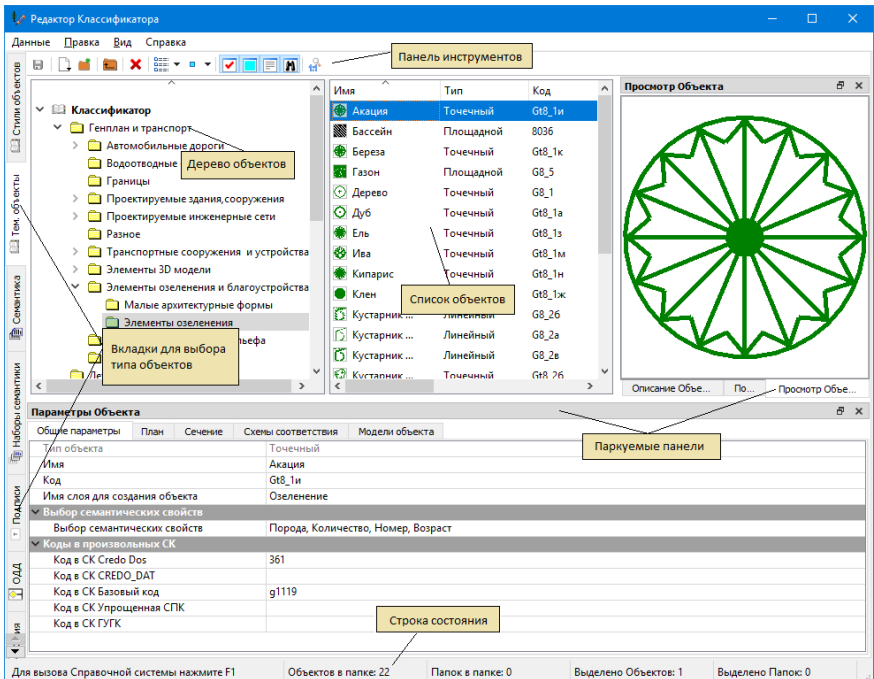 Редактор Классификатора
Данные Правка Вид Справка
Панель инструментов
Стили объектов
Тем. объекты
Семантика
Наборы семантики
Подписи
ОДД
Классификатор
Генплан и транспорт
Автомобильные дороги
Водоотводные
Дерево объектов
Границы
Проектируемые здания,сооружения
Проектируемые инженерные сети
Разное
Транспортные сооружения и устройства
Элементы 3D модели
Элементы озеленения и благоустройства
Малые архитектурные формы
Элементы озеленения
Вкладки для выбора
типа объектов
Имя Тип Код
Акация Точечный Gt8_1и
Бассейн Площадной 8036
Береза Точечный Gt8_1к
Газон Площадной G8_5
Дерево Точечный G8_1
Дуб Точечный Gt8_1а
Ель Точечный Gt8_1з
Ива Точечный Gt8_1м
Кипарис Точечный Gt8_1н
Клен Gt8_1ж
Список объектов
Кустарник ... Линейный G8_2б
Кустарник ... Линейный G8_2а
Кустарник ... Линейный G8_2в
Кустарник ... Точечный Gt8_2б
Просмотр Объекта
Описание Объе... По... Просмотр Объе...
Параметры Объекта
Паркуемые панели
Общие параметры План Сечение Схемы соответствия Модели объекта
Тип объекта Точечный
Имя Акация
Код Gt8_1и
Имя слоя для создания объекта Озеленение
Выбор семантических свойств
Выбор семантических свойств Порода, Количество, Номер, Возраст
Коды в произвольных СК
Код в СК Credo Dos 361
Код в СК CREDO_DAT
Код в СК Базовый код g1119
Код в СК Упрощенная СПК
Код в СК ГУГК
Строка состояния
Для вызова Справочной системы нажмите F1 Объектов в папке: 22 Папок в папке: 0 Выделено Объектов: 1 Выделено Папок: 0